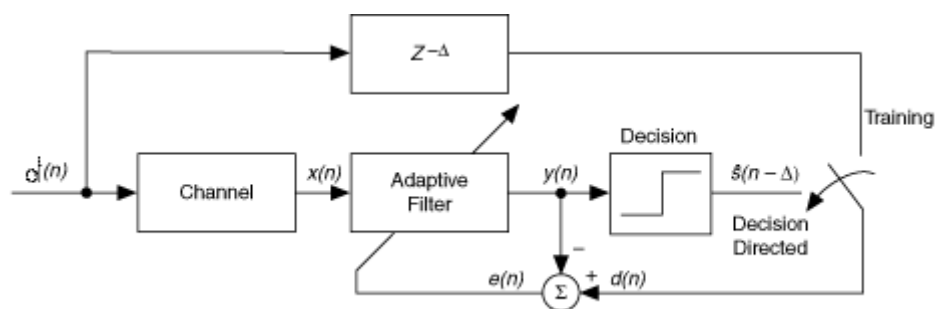 Z−Δ
Training
Decision
Channel
x(n)
Adaptive
Filter
y(n)
ŝ(n − Δ)
Decision
Directed
−
e(n)
Σ
+
d(n)